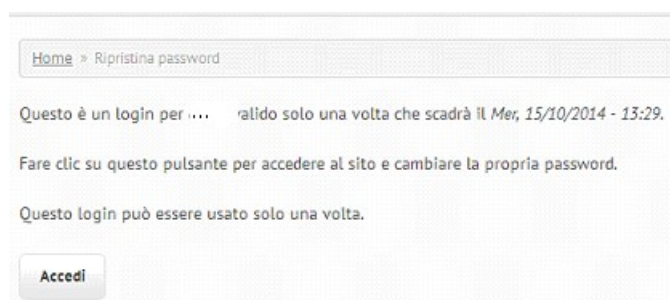 Home » Ripristina password
Questo è un login per valido solo una volta che scadrà il Mer, 15/10/2014 - 13:29.
Fare clic su questo pulsante per accedere al sito e cambiare la propria password.
Questo login può essere usato solo una volta.
Accedi